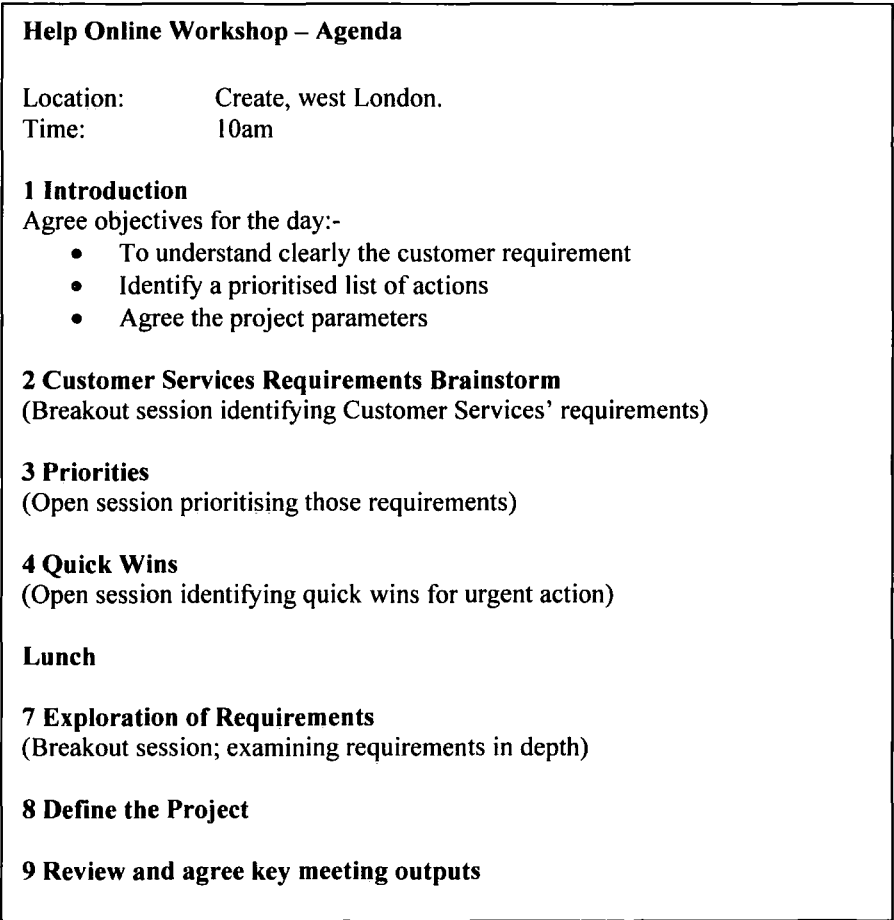 Help Online Workshop – Agenda
Location: Create, west London.
Time: 10am
1 Introduction
Agree objectives for the day:-
• To understand clearly the customer requirement
• Identify a prioritised list of actions
• Agree the project parameters
2 Customer Services Requirements Brainstorm
(Breakout session identifying Customer Services' requirements)
3 Priorities
(Open session prioritising those requirements)
4 Quick Wins
(Open session identifying quick wins for urgent action)
Lunch
7 Exploration of Requirements
(Breakout session; examining requirements in depth)
8 Define the Project
9 Review and agree key meeting outputs